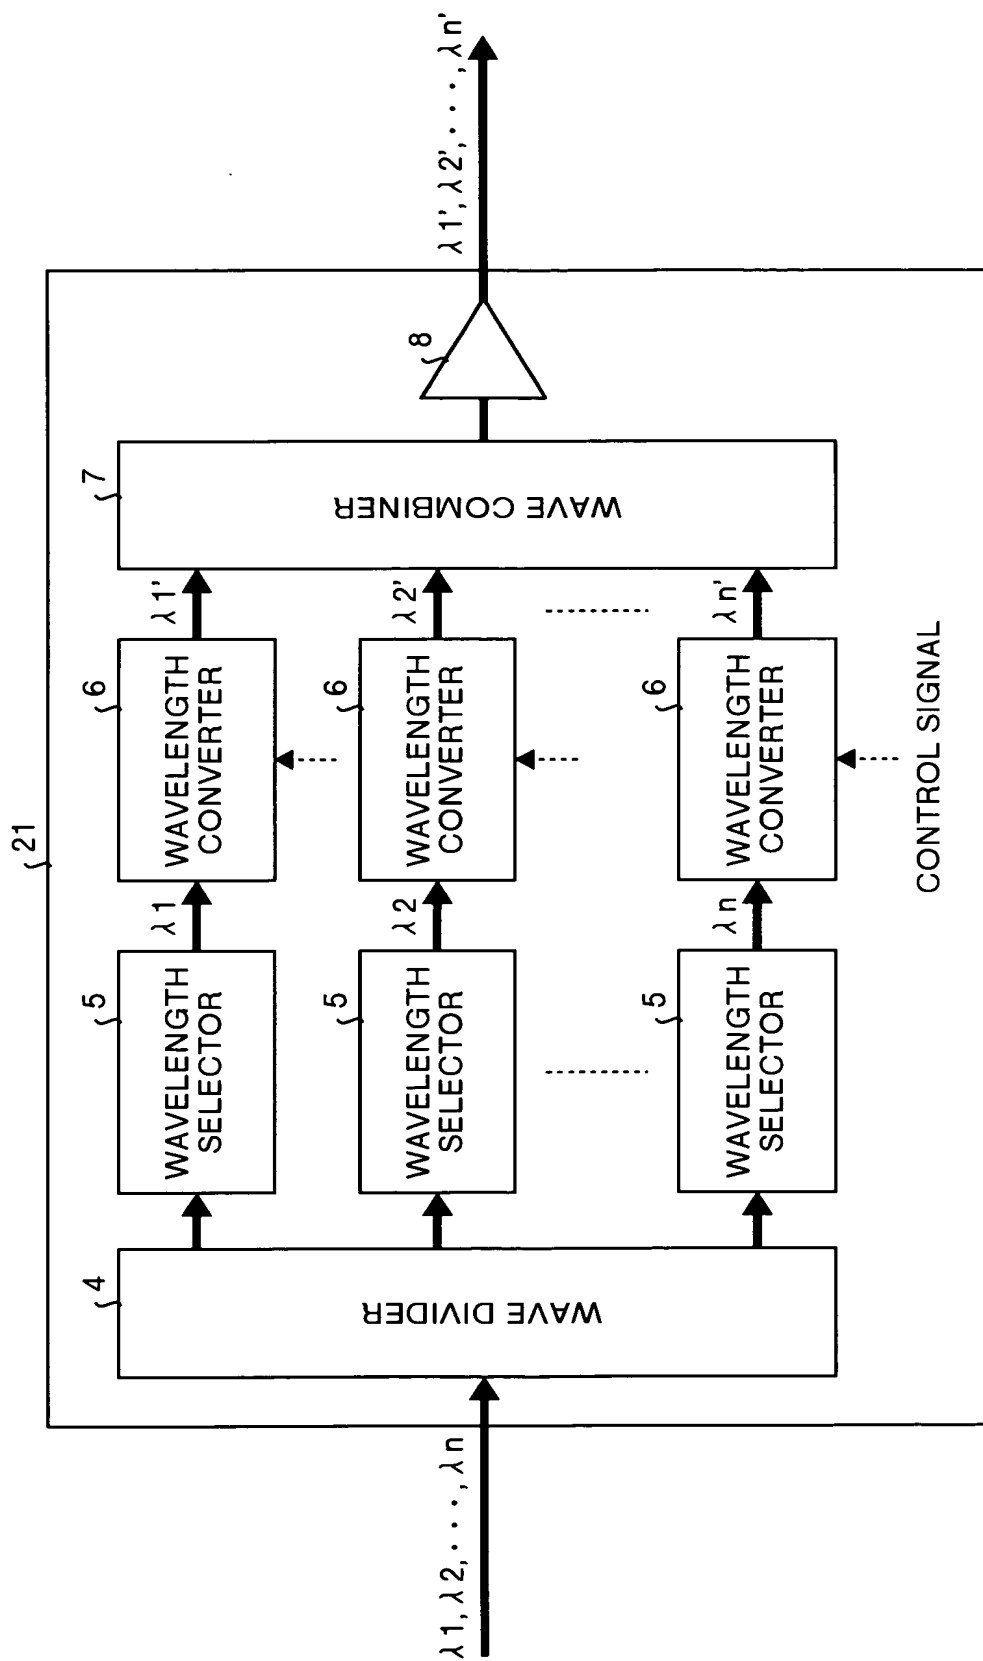 21
λ1, λ2, · · ·, λn
4
WAVE DIVIDER
5
WAVELENGTH
SELECTOR
λ1
6
WAVELENGTH
CONVERTER
λ1'
5
WAVELENGTH
SELECTOR
λ2
6
WAVELENGTH
CONVERTER
λ2'
5
WAVELENGTH
SELECTOR
λn
6
WAVELENGTH
CONVERTER
λn'
7
WAVE COMBINER
8
λ1', λ2', · · ·, λn'
CONTROL SIGNAL